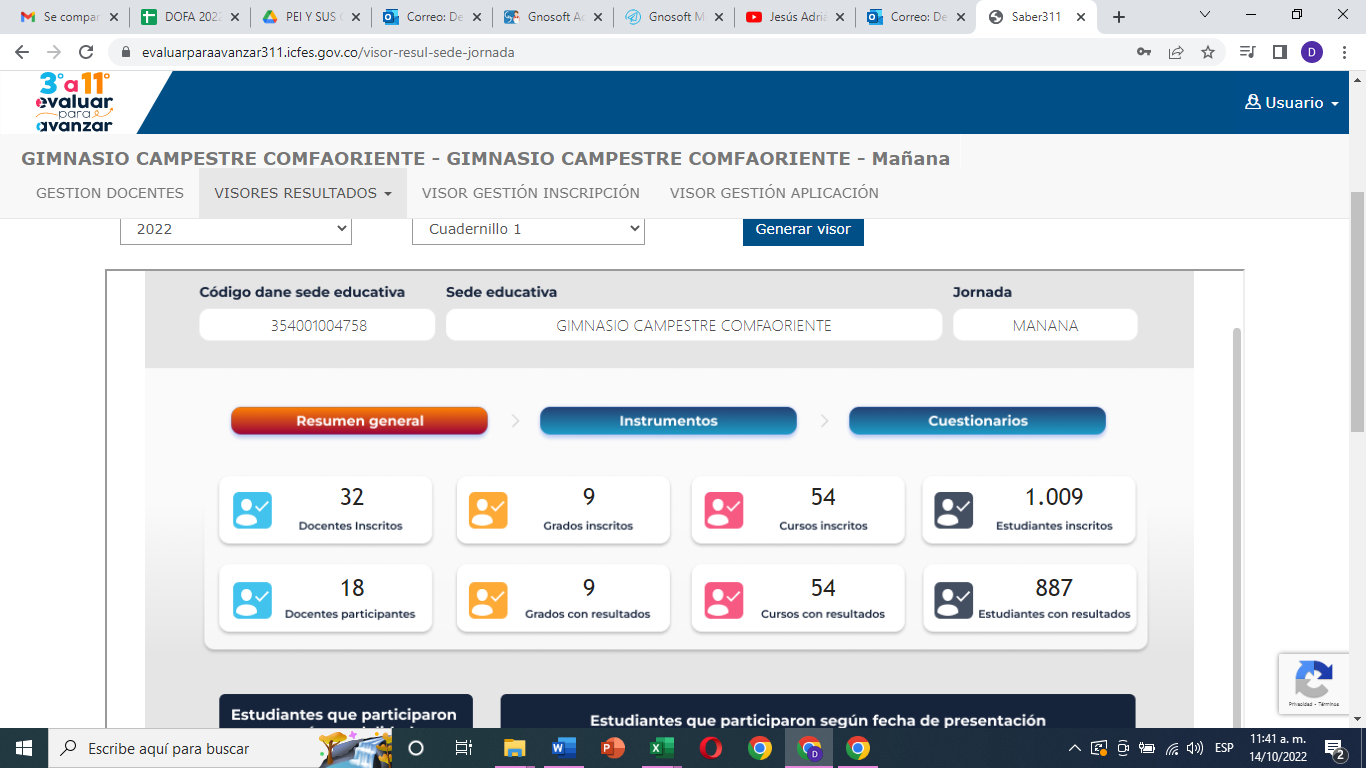 Se compar
DOFA 2022
PEI Y SUS
Correo: De
Gnosoft Ac
Gnosoft M
Jesús Adria
Correo: De
Saber311
evaluarparaavanzar311.icfes.gov.co/visor-resul-sede-jornada
D
3° a 11°
evaluar
para
avanzar
Usuario
GIMNASIO CAMPESTRE COMFAORIENTE - GIMNASIO CAMPESTRE COMFAORIENTE - Mañana
GESTION DOCENTES
VISORES RESULTADOS
VISOR GESTIÓN INSCRIPCIÓN
VISOR GESTIÓN APLICACIÓN
2022
Cuadernillo 1
Generar visor
Código dane sede educativa
Sede educativa
Jornada
354001004758
GIMNASIO CAMPESTRE COMFAORIENTE
MANANA
Resumen general
Instrumentos
Cuestionarios
32
Docentes Inscritos
9
Grados inscritos
54
Cursos inscritos
1.009
Estudiantes inscritos
18
Docentes participantes
9
Grados con resultados
54
Cursos con resultados
887
Estudiantes con resultados
Privacidad - Términos
Estudiantes que participaron
Estudiantes que participaron según fecha de presentación
Escribe aquí para buscar
ESP
11:41 a. m.
14/10/2022
2